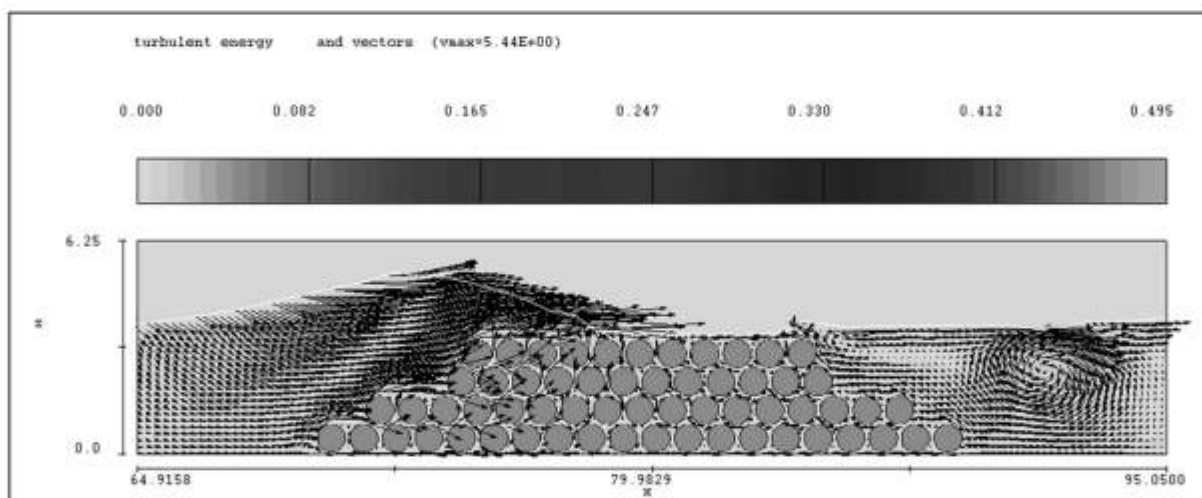 turbulent energy and vectors (vmax=5.44E+00)
0.000 0.082 0.165 0.247 0.330 0.412 0.495
6.25
z
0.0
64.9158 79.9829 95.0500
x